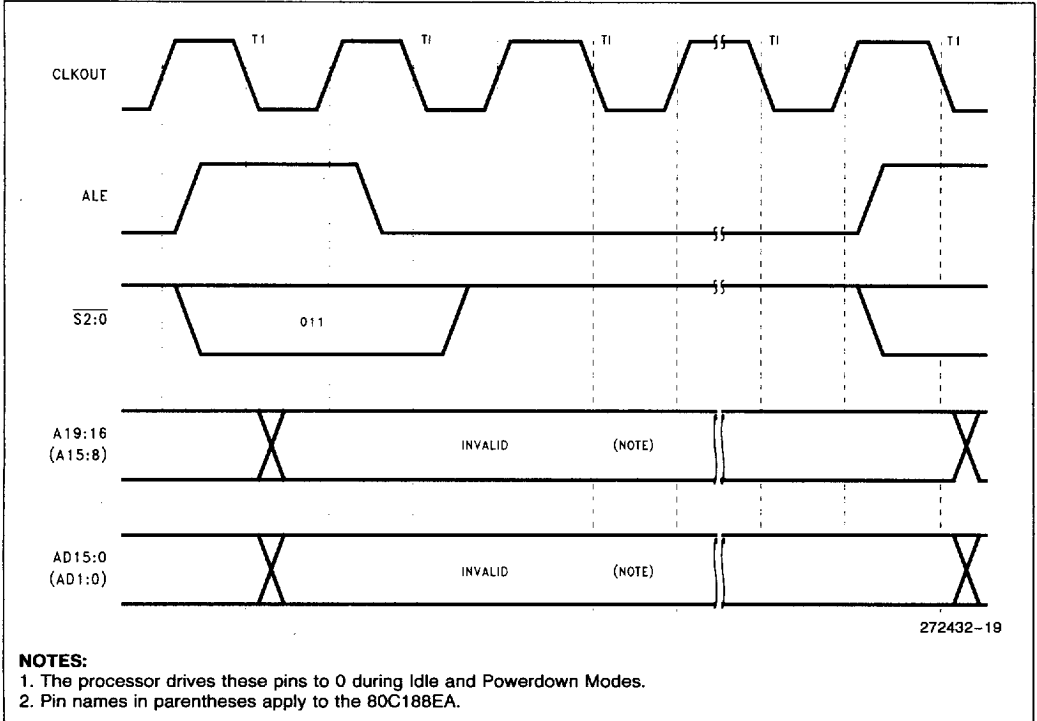 T1 TI TI TI T1
CLKOUT
ALE
S2:0
011
A19:16
(A15:8)
INVALID (NOTE)
AD15:0
(AD1:0)
INVALID (NOTE)
272432-19
NOTES:
1. The processor drives these pins to 0 during Idle and Powerdown Modes.
2. Pin names in parentheses apply to the 80C188EA.